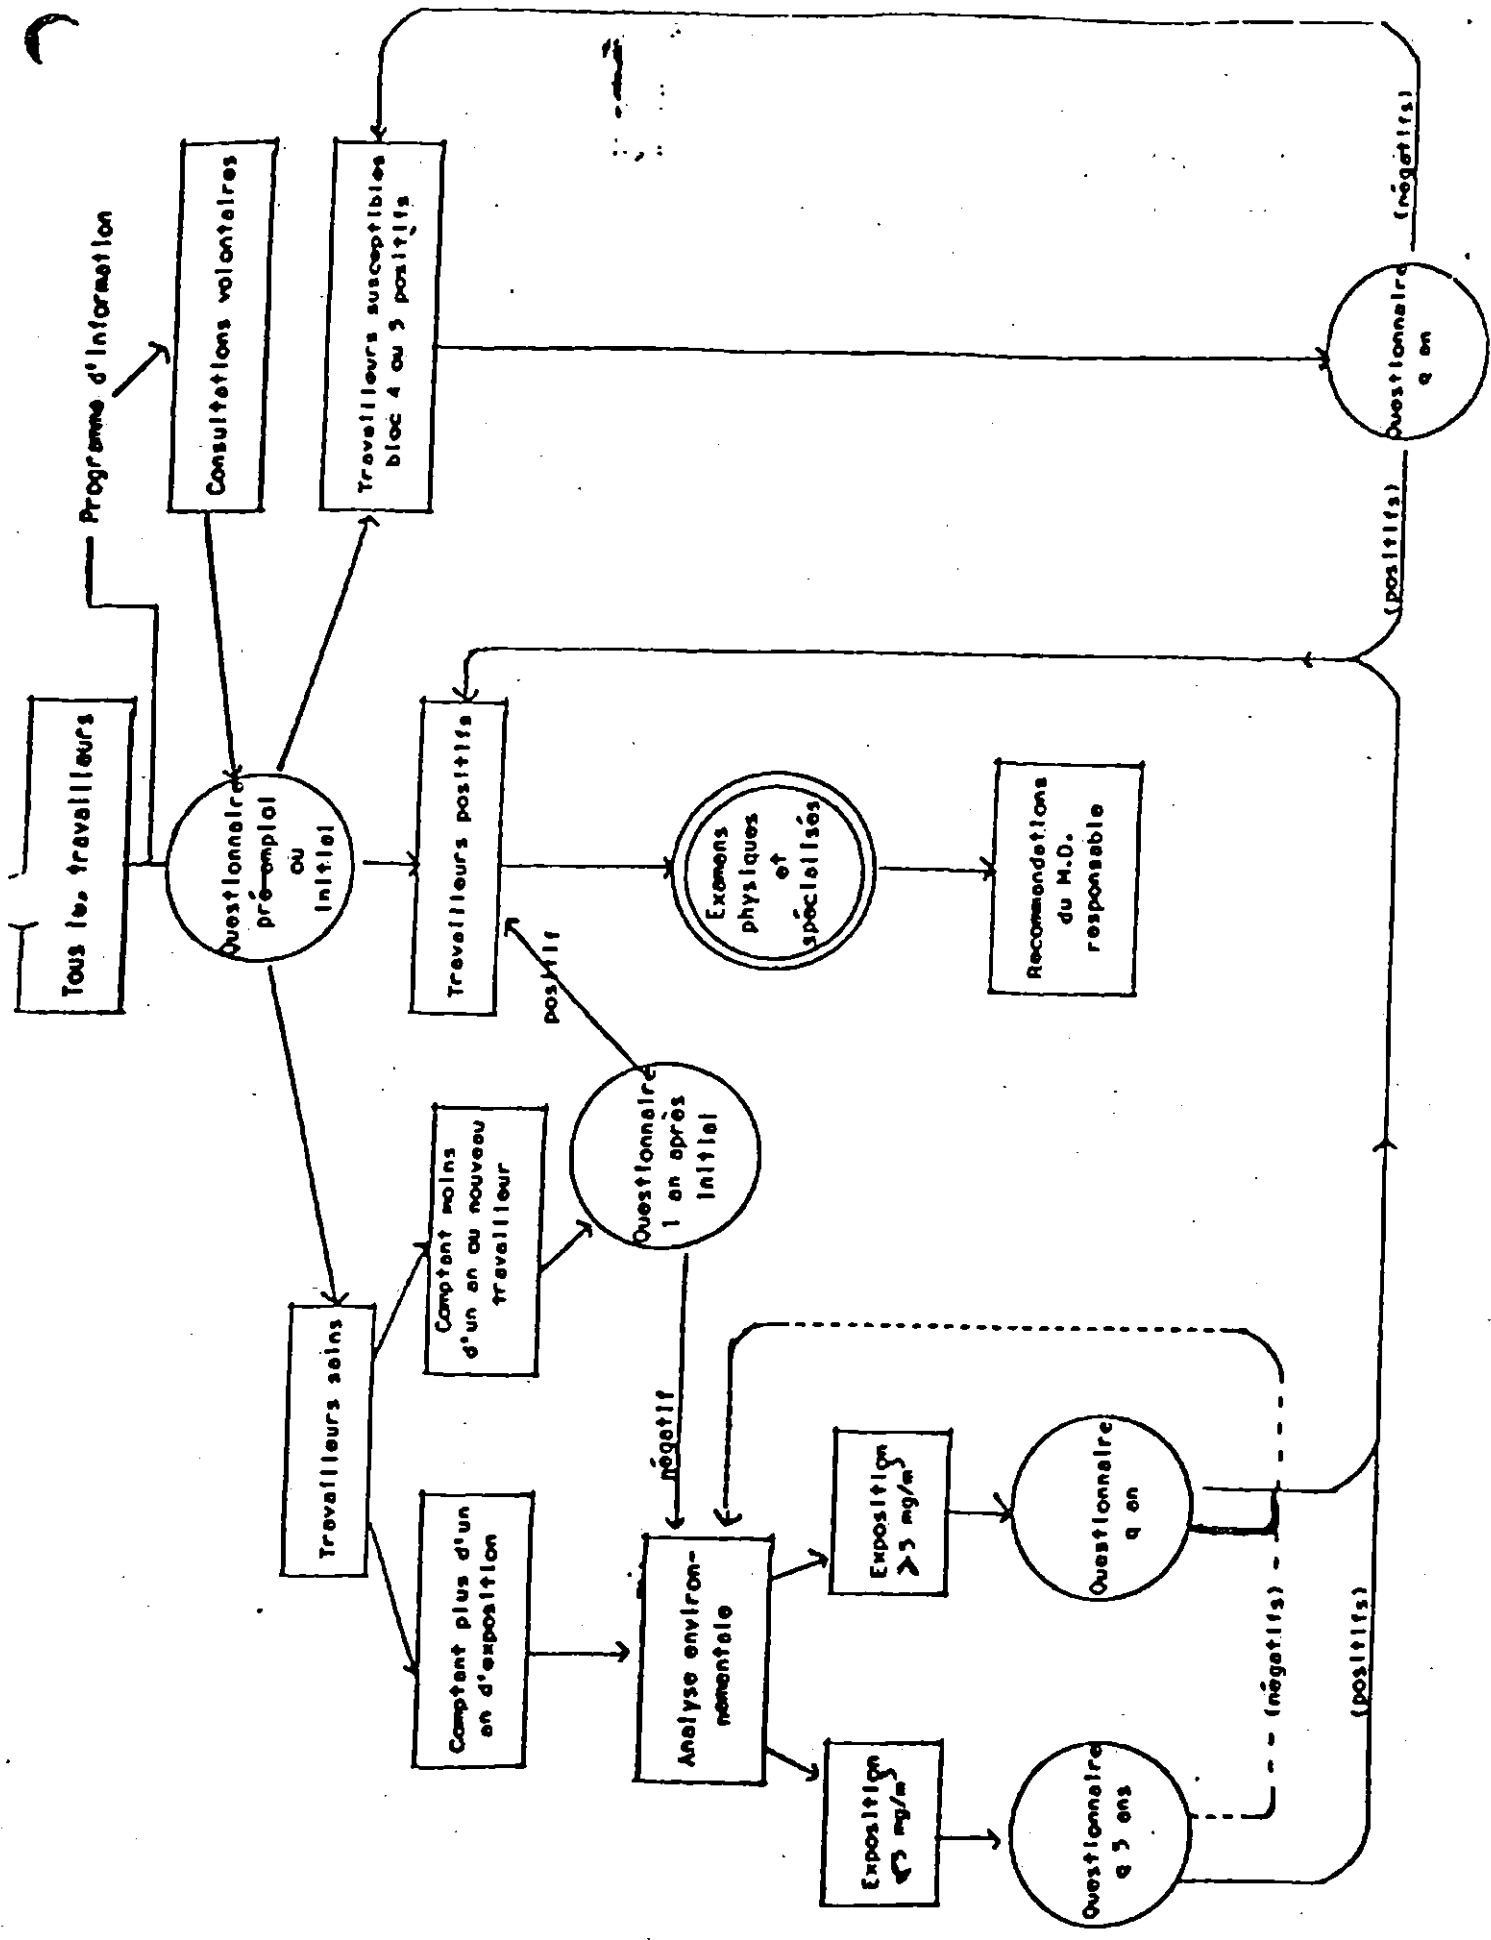 Tous les travailleurs
Programme d'information
Consultations volontaires
Questionnaire
pré-emploi
ou
initial
Travailleurs susceptibles
bloc 4 ou 5 positifs
Travailleurs sains
Travailleurs positifs
Comptant moins
d'un an ou nouveau
travailleur
Comptant plus d'un
an d'exposition
positif
Questionnaire
1 an après
initial
Examens
physiques
et
spécialisés
négatif
Analyse environ-
nementale
Recommandations
du M.D.
responsable
Exposition
<5 mg/m³
Exposition
≥5 mg/m³
Questionnaire
q 5 ans
Questionnaire
q an
Questionnaire
q an
(négatifs)
(positifs)
(positifs)
(négatifs)